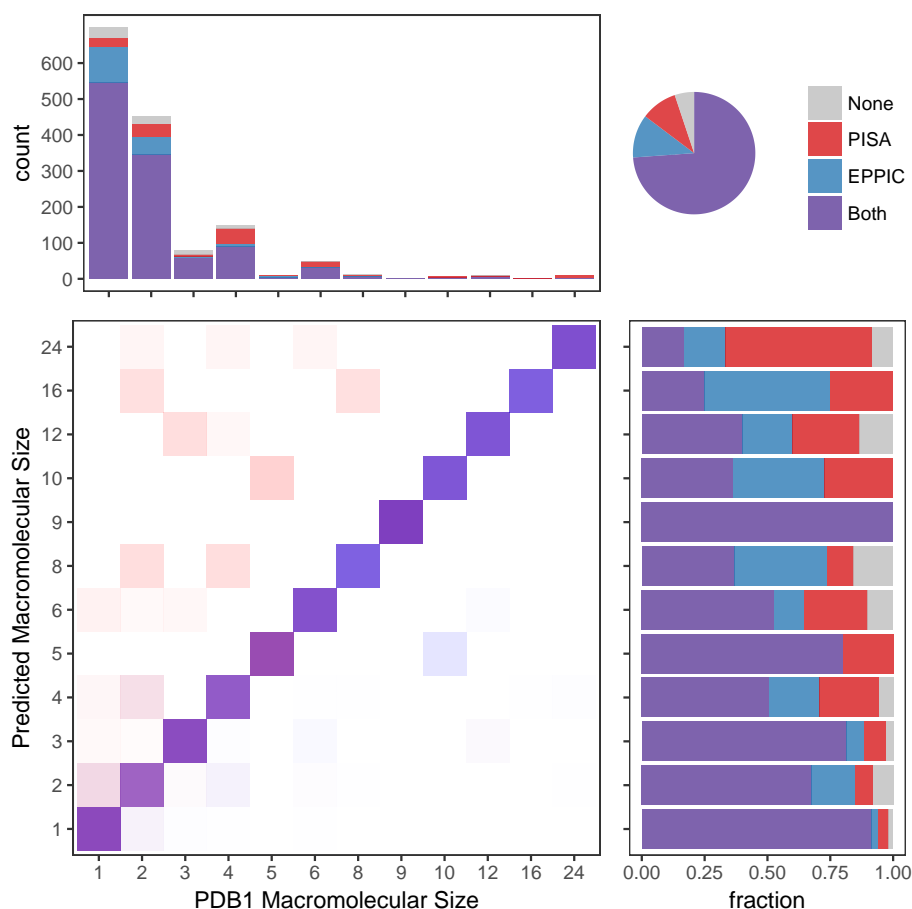 600
500
400
300
200
100
0
count
None
PISA
EPPIC
Both
24
16
12
10
9
8
6
5
4
3
2
1
Predicted Macromolecular Size
1 2 3 4 5 6 8 9 10 12 16 24
PDB1 Macromolecular Size
0.00 0.25 0.50 0.75 1.00
fraction